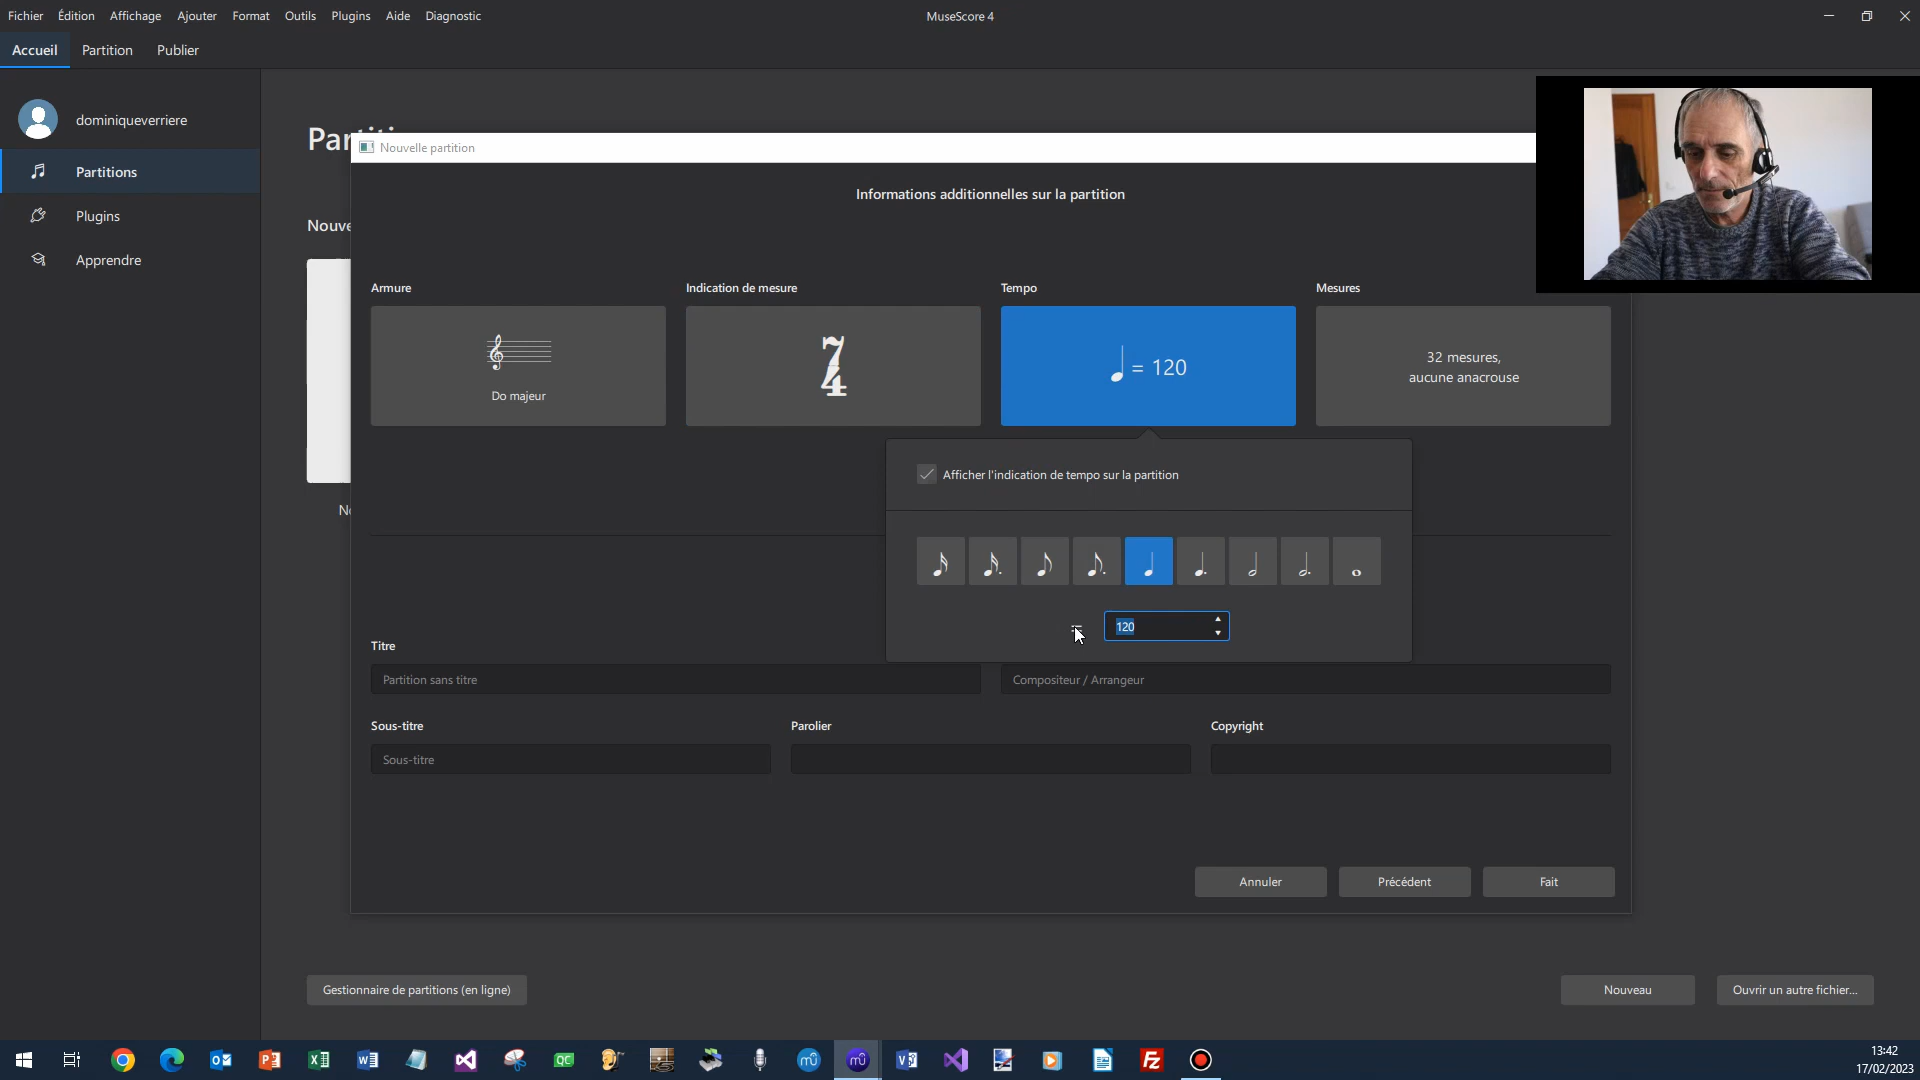 Fichier Édition Affichage Ajouter Format Outils Plugins Aide Diagnostic
MuseScore 4
Accueil Partition Publier
dominiqueverriere
Partitions
Plugins
Apprendre
Nouvelle partition
Informations additionnelles sur la partition
Armure Indication de mesure Tempo Mesures
Do majeur
7
4
= 120
32 mesures,
aucune anacrouse
Afficher l'indication de tempo sur la partition
120
Titre
Partition sans titre
Compositeur / Arrangeur
Sous-titre Parolier Copyright
Sous-titre
Annuler Précédent Fait
Gestionnaire de partitions (en ligne)
Nouveau Ouvrir un autre fichier...
13:42
17/02/2023